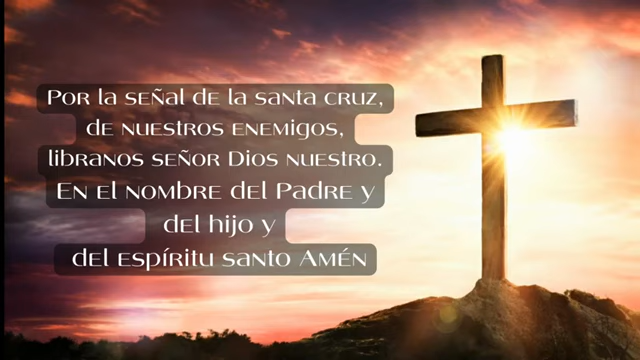 Por la señal de la santa cruz,
de nuestros enemigos,
libranos señor Dios nuestro.
En el nombre del Padre y
del hijo y
del espíritu santo Amén